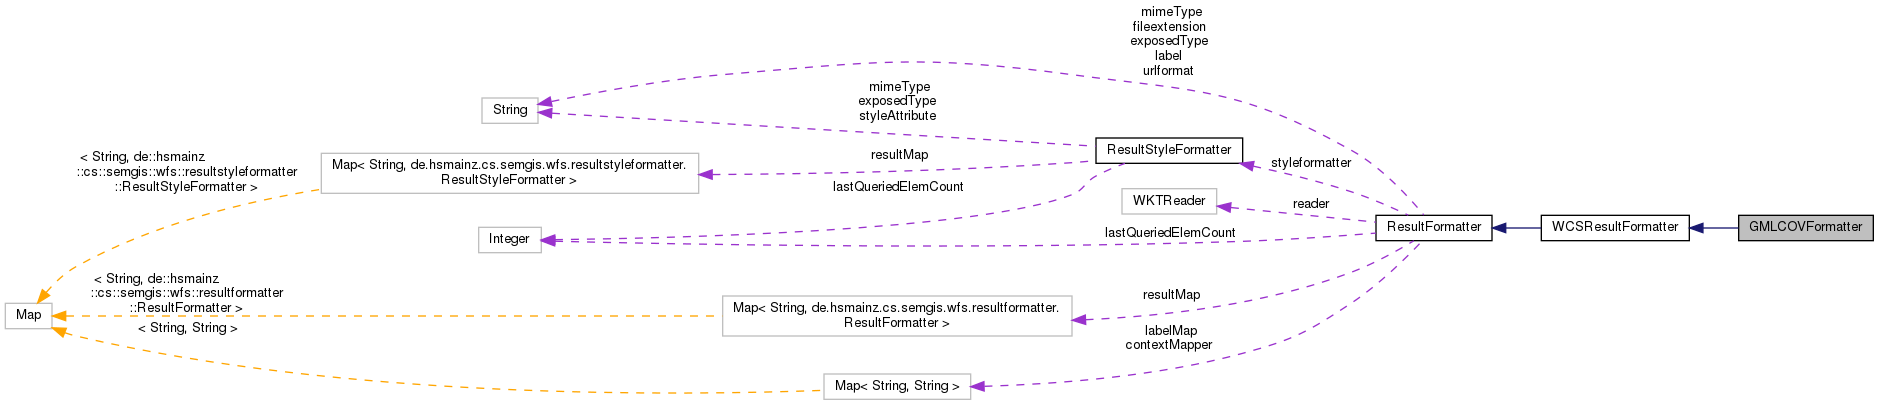 mimeType
fileextension
exposedType
label
urlformat
mimeType
exposedType
styleAttribute
String
ResultStyleFormatter
< String, de::hsmainz
::cs::semgis::wfs::resultstyleformatter
::ResultStyleFormatter >
Map< String, de.hsmainz.cs.semgis.wfs.resultstyleformatter.
ResultStyleFormatter >
resultMap
styleformatter
lastQueriedElemCount
WKTReader
reader
Integer
lastQueriedElemCount
ResultFormatter
WCSResultFormatter
GMLCOVFormatter
< String, de::hsmainz
::cs::semgis::wfs::resultformatter
::ResultFormatter >
Map
Map< String, de.hsmainz.cs.semgis.wfs.resultformatter.
ResultFormatter >
resultMap
< String, String >
labelMap
contextMapper
Map< String, String >